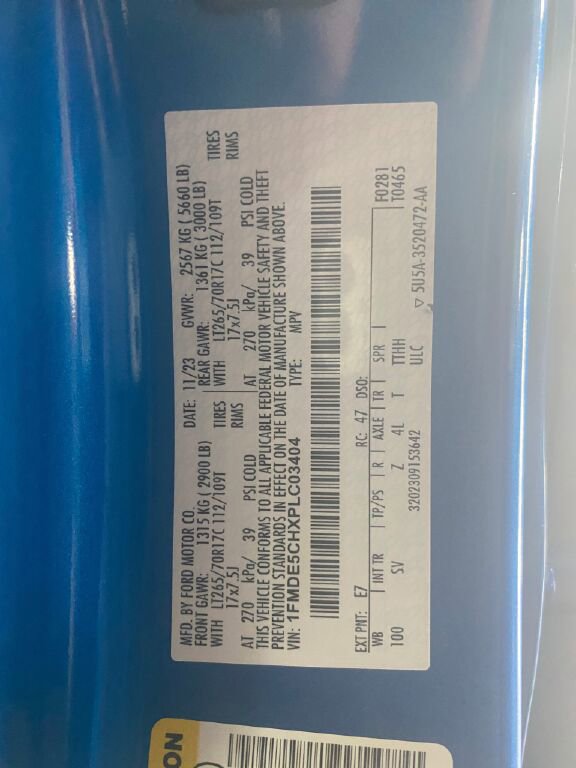 MFD. BY FORD MOTOR CO.
DATE: 11/23 GVWR: 2567 KG ( 5660 LB)
FRONT GAWR: 1315 KG ( 2900 LB) REAR GAWR: 1361 KG ( 3000 LB)
WITH LT265/70R17C 112/109T TIRES WITH LT265/70R17C 112/109T TIRES
17x7.5J RIMS 17x7.5J RIMS
AT 270 kPa/ 39 PSI COLD AT 270 kPa/ 39 PSI COLD
THIS VEHICLE CONFORMS TO ALL APPLICABLE FEDERAL MOTOR VEHICLE SAFETY AND THEFT
PREVENTION STANDARDS IN EFFECT ON THE DATE OF MANUFACTURE SHOWN ABOVE.
VIN: 1FMDE5CHXPLC03404 TYPE: MPV
EXT PNT: E7 RC: 47 DSO: F0281
WB INT TR TP/PS R AXLE TR SPR T0465
100 SV Z 4L T TTHH
3202309153642 ULC ▽ 5U5A-3520472-AA
ON